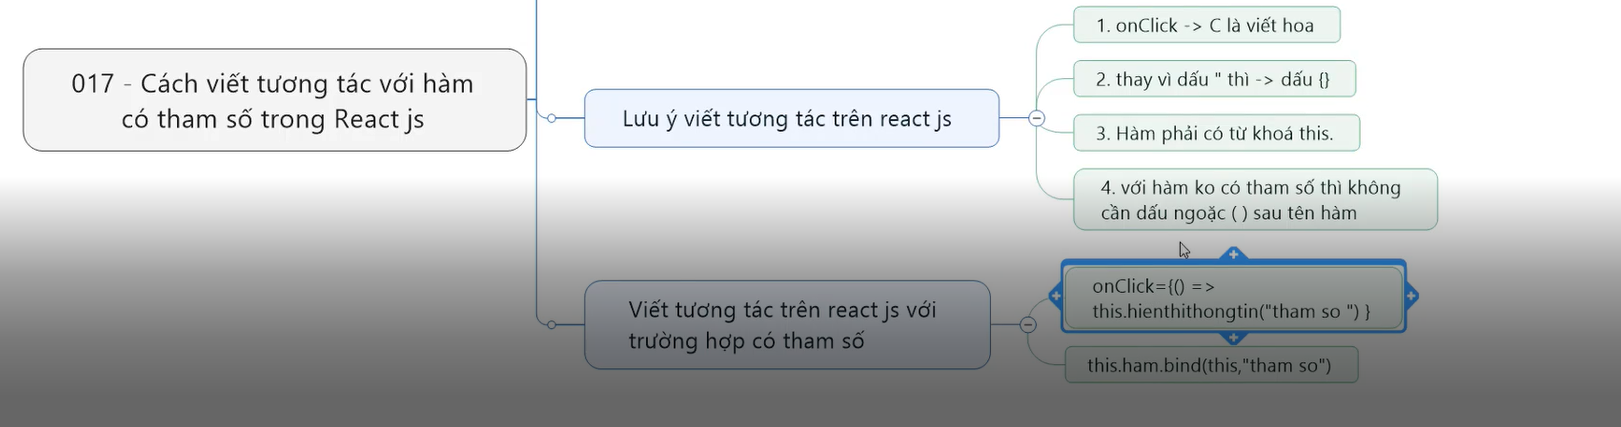 017 - Cách viết tương tác với hàm
có tham số trong React js
Lưu ý viết tương tác trên react js
1. onClick -> C là viết hoa
2. thay vì dấu " thì -> dấu {}
3. Hàm phải có từ khoá this.
4. với hàm ko có tham số thì không
cần dấu ngoặc ( ) sau tên hàm
Viết tương tác trên react js với
trường hợp có tham số
onClick={() =>
this.hienthithongtin("tham so ") }
this.ham.bind(this,"tham so")